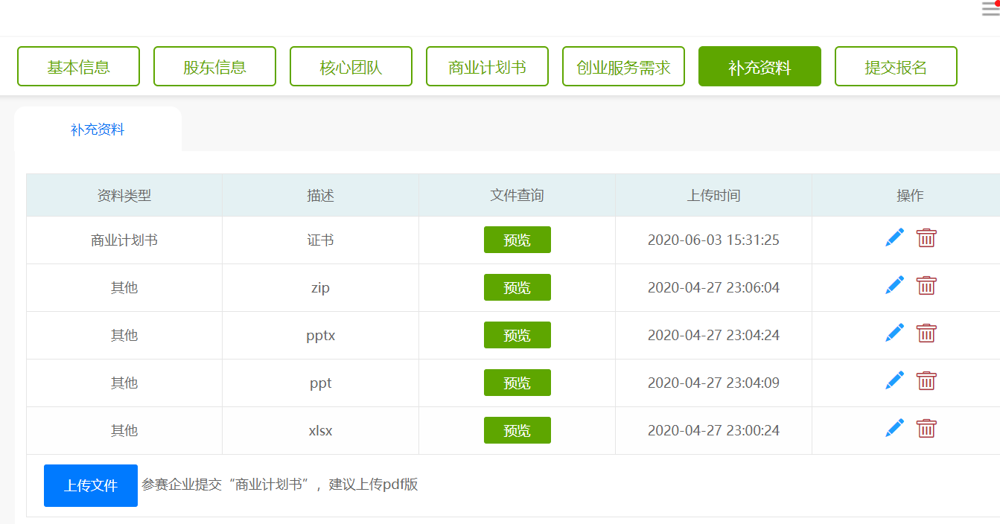 基本信息 股东信息 核心团队 商业计划书 创业服务需求 补充资料 提交报名
补充资料
资料类型 描述 文件查询 上传时间 操作
商业计划书 证书 预览 2020-06-03 15:31:25
其他 zip 预览 2020-04-27 23:06:04
其他 pptx 预览 2020-04-27 23:04:24
其他 ppt 预览 2020-04-27 23:04:09
其他 xlsx 预览 2020-04-27 23:00:24
上传文件 参赛企业提交“商业计划书”，建议上传pdf版